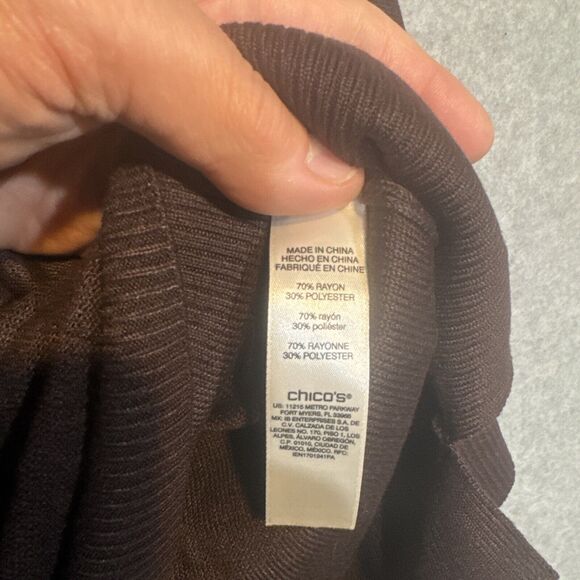 MADE IN CHINA
HECHO EN CHINA
FABRIQUÉ EN CHINE
70% RAYON
30% POLYESTER
70% rayón
30% poliéster
70% RAYONNE
30% POLYESTER
chico's®
US: 11215 METRO PARKWAY
FORT MYERS, FL 33966
MX: IB ENTERPRISES S.A. DE
C.V. CALZADA DE LOS
LEONES NO. 170, PISO 1, LOS
ALPES, ÁLVARO OBREGÓN,
C.P. 01010, CIUDAD DE
MÉXICO, MÉXICO. RFC:
IEN1701241PA